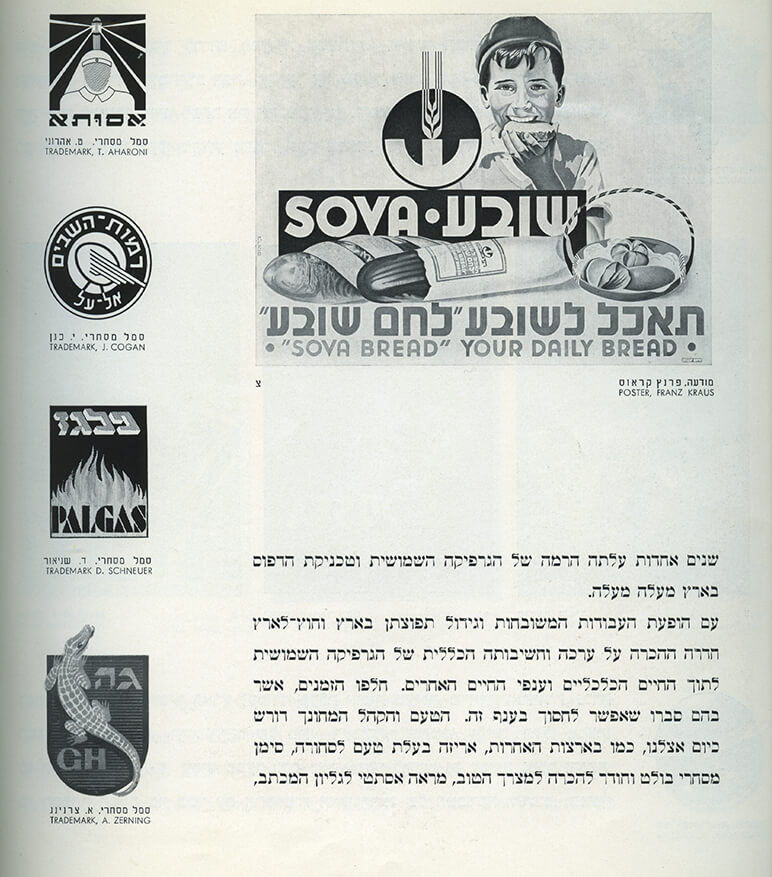 אסותא
סמל מסחרי. ט. אהרוני
TRADEMARK, T. AHARONI
רמות-השבים
אל-על
סמל מסחרי. י. כגן
TRADEMARK, J. COGAN
פלגז
PALGAS
סמל מסחרי. ד. שניאור
TRADEMARK D. SCHNEUER
גה
GH
סמל מסחרי. א. צרנינג
TRADEMARK, A. ZERNING
SOVA • שובע
תאכל לשובע "לחם שובע"
• "SOVA BREAD" YOUR DAILY BREAD •
צ
מודעה. פרנץ קראוס
POSTER, FRANZ KRAUS
שנים אחדות עלתה הרמה של הגרפיקה השמושית וטכניקת הדפוס
בארץ מעלה מעלה.
עם הופעת העבודות המשובחות וגידול תפוצתן בארץ וחוץ-לארץ
חדרה ההכרה על ערכה וחשיבותה הכללית של הגרפיקה השמושית
לתוך החיים הכלכליים וענפי החיים האחרים. חלפו הזמנים, אשר
בהם סברו שאפשר לחסוך בענף זה. הטעם והקהל המחונך דורש
כיום אצלנו, כמו בארצות האחרות, אריזה בעלת טעם לסחורה, סימן
מסחרי בולט וחודר להכרה למצרך הטוב, מראה אסתטי לגליון המכתב,